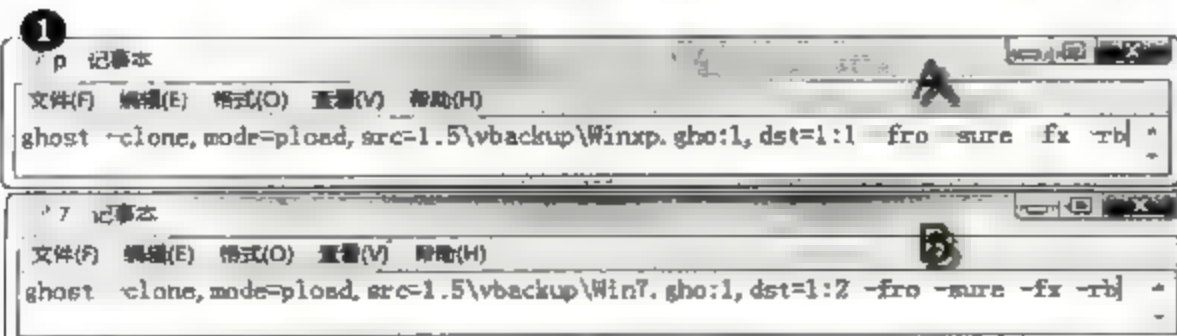 1
p 记事本
A
文件(F) 编辑(E) 格式(O) 查看(V) 帮助(H)
ghost -clone,mode=pload,src=1.5\vbackup\Winxp.gho:1,dst=1:1 fro sure fx -rb
7 记事本
B
文件(F) 编辑(E) 格式(O) 查看(V) 帮助(H)
ghost -clone,mode=pload,src=1.5\vbackup\Win7.gho:1,dst=1:2 -fro -sure -fx -rb